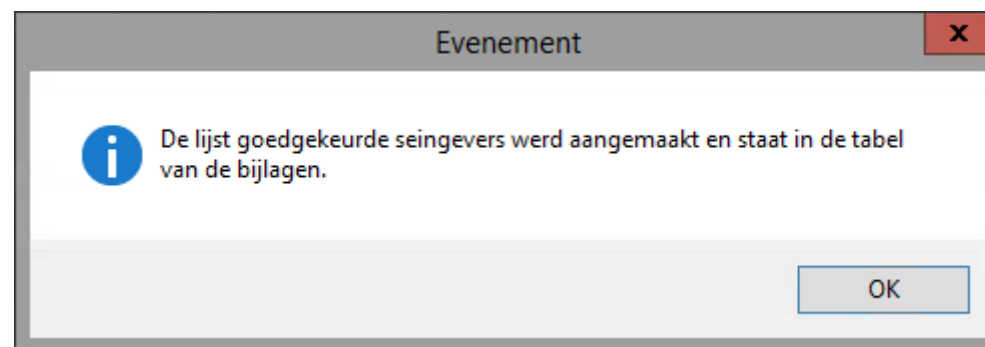 Evenement
x
De lijst goedgekeurde seingevers werd aangemaakt en staat in de tabel
van de bijlagen.
OK